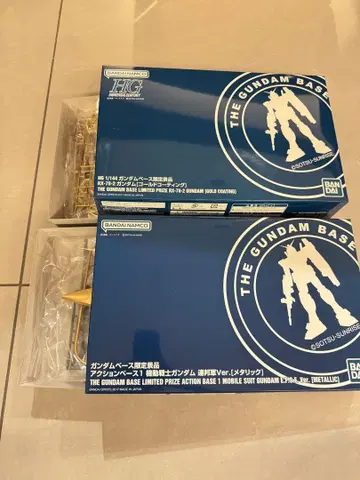 BANDAI NAMCO
HG
THE GUNDAM BASE
HG 1/144 ガンダムベース限定景品
RX-78-2 ガンダム[ゴールドコーティング]
THE GUNDAM BASE LIMITED PRIZE RX-78-2 GUNDAM [GOLD COATING]
©SOTSU・SUNRISE
BANDAI
BANDAI NAMCO
THE GUNDAM BASE
ガンダムベース限定景品
アクションベース1 機動戦士ガンダム 連邦軍Ver.[メタリック]
THE GUNDAM BASE LIMITED PRIZE ACTION BASE 1 MOBILE SUIT GUNDAM Ver. [METALLIC]
©SOTSU・SUNRISE
BANDAI